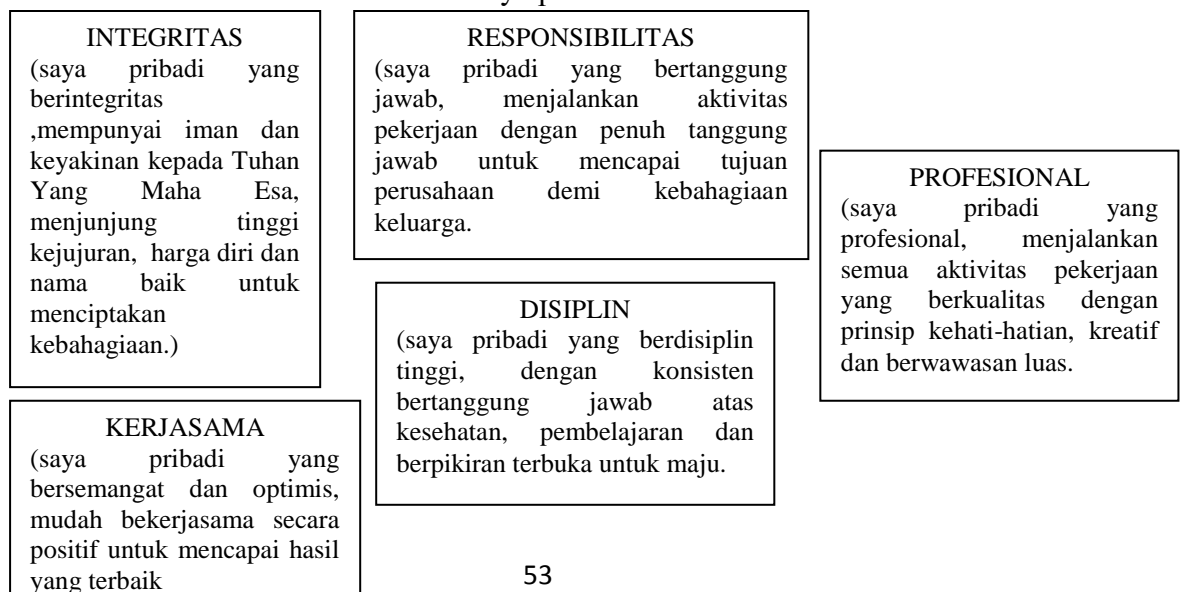 INTEGRITAS
(saya pribadi yang
berintegritas
,mempunyai iman dan
keyakinan kepada Tuhan
Yang Maha Esa,
menjunjung tinggi
kejujuran, harga diri dan
nama baik untuk
menciptakan
kebahagiaan.)
RESPONSIBILITAS
(saya pribadi yang bertanggung
jawab, menjalankan aktivitas
pekerjaan dengan penuh tanggung
jawab untuk mencapai tujuan
perusahaan demi kebahagiaan
keluarga.
PROFESIONAL
(saya pribadi yang
profesional, menjalankan
semua aktivitas pekerjaan
yang berkualitas dengan
prinsip kehati-hatian, kreatif
dan berwawasan luas.
DISIPLIN
(saya pribadi yang berdisiplin
tinggi, dengan konsisten
bertanggung jawab atas
kesehatan, pembelajaran dan
berpikiran terbuka untuk maju.
KERJASAMA
(saya pribadi yang
bersemangat dan optimis,
mudah bekerjasama secara
positif untuk mencapai hasil
yang terbaik
53